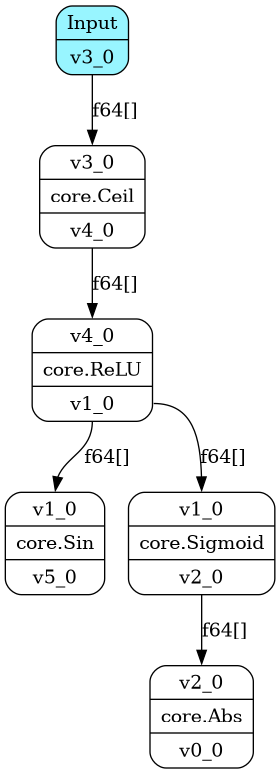 Input
v3_0
f64[]
v3_0
core.Ceil
v4_0
f64[]
v4_0
core.ReLU
v1_0
f64[]
f64[]
v1_0
core.Sin
v5_0
v1_0
core.Sigmoid
v2_0
f64[]
v2_0
core.Abs
v0_0